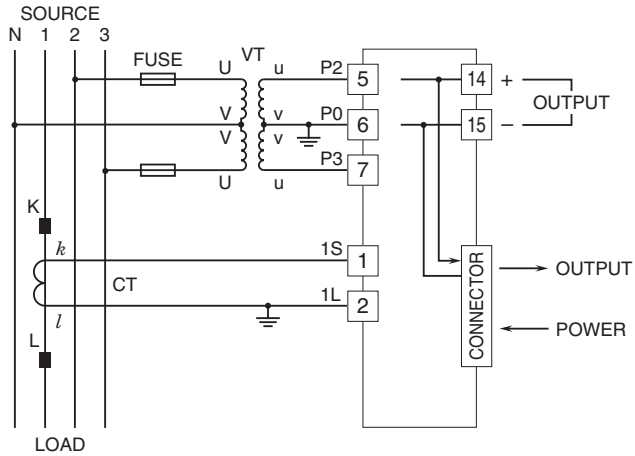 SOURCE
N 1 2 3
FUSE
VT
U u P2 5 14 +
OUTPUT
V v P0 6 15 −
V v
P3 7
U u
K
k 1S 1
CT
CONNECTOR
OUTPUT
l 1L 2
POWER
L
LOAD